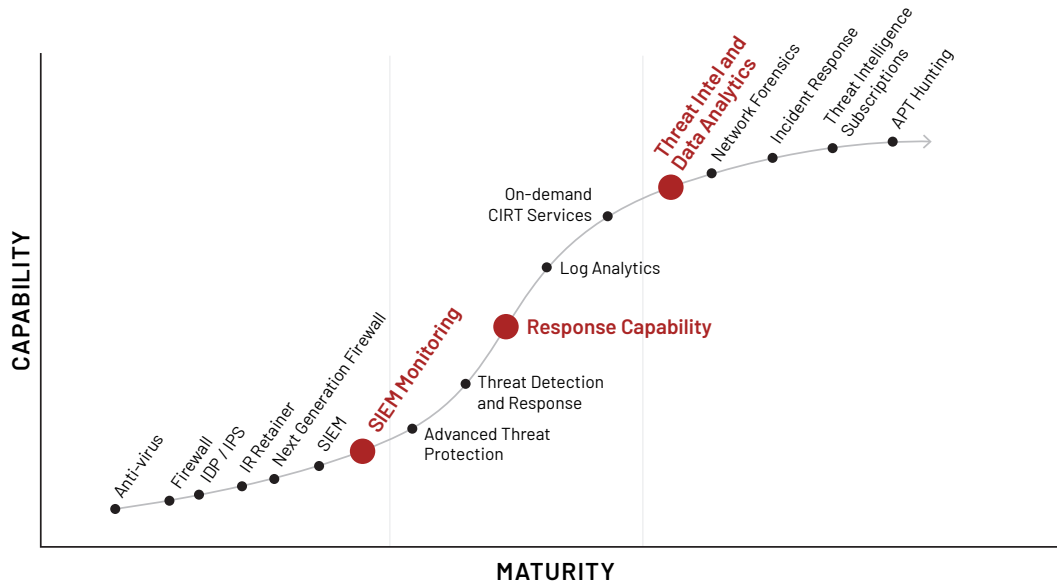 CAPABILITY
Anti-virus
Firewall
IDP / IPS
IR Retainer
Next Generation Firewall
SIEM
SIEM Monitoring
Advanced Threat
Protection
Threat Detection
and Response
Response Capability
Log Analytics
On-demand
CIRT Services
Threat Intel and
Data Analytics
Network Forensics
Incident Response
Threat Intelligence
Subscriptions
APT Hunting
MATURITY